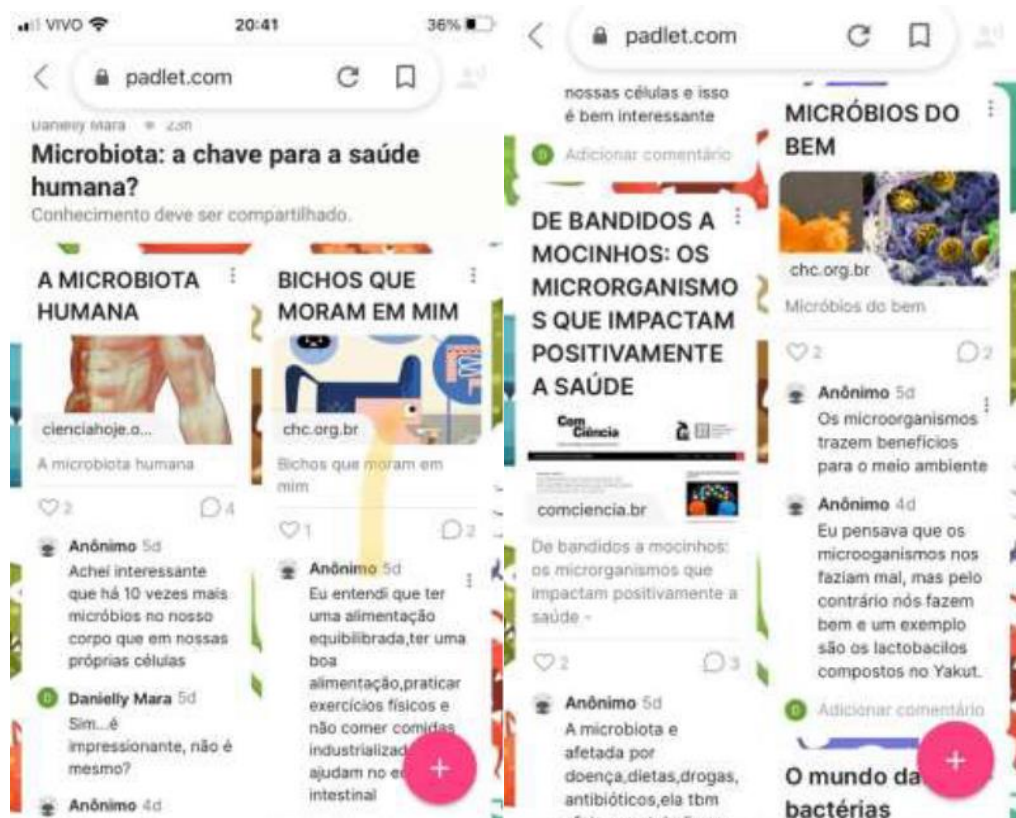 VIVO
20:41
36%
padlet.com
Danielly Mara 23h
Microbiota: a chave para a saúde
humana?
Conhecimento deve ser compartilhado.
A MICROBIOTA
HUMANA
cienciahoje.o...
A microbiota humana
2
4
Anônimo 5d
Achei interessante
que há 10 vezes mais
micróbios no nosso
corpo que em nossas
próprias células
D
Danielly Mara 5d
Sim...é
impressionante, não é
mesmo?
Anônimo 4d
BICHOS QUE
MORAM EM MIM
chc.org.br
Bichos que moram em
mim
1
2
Anônimo 5d
Eu entendi que ter
uma alimentação
equibilibrada,ter uma
boa
alimentação,praticar
exercícios físicos e
não comer comidas
ajudam no
intestinal
+
padlet.com
nossas células e isso
é bem interessante
D
Adicionar comentário
DE BANDIDOS A
MOCINHOS: OS
MICRORGANISMO
S QUE IMPACTAM
POSITIVAMENTE
A SAÚDE
Com
Ciência
comciencia.br
De bandidos a mocinhos:
os microrganismos que
impactam positivamente a
saúde -
2
3
Anônimo 5d
A microbiota e
afetada por
doença,dietas,drogas,
antibióticos,ela tbm
MICRÓBIOS DO
BEM
chc.org.br
Micróbios do bem
2
2
Anônimo 5d
Os microorganismos
trazem benefícios
para o meio ambiente
Anônimo 4d
Eu pensava que os
microoganismos nos
faziam mal, mas pelo
contrário nós fazem
bem e um exemplo
são os lactobacilos
compostos no Yakut.
D
Adicionar comentário
+
O mundo da
bactérias